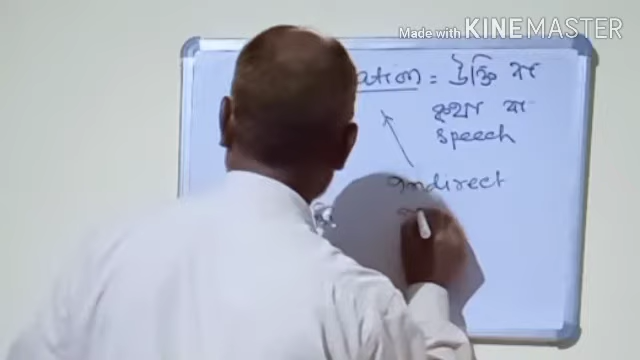 Made with KINEMASTER
ation = উক্তি বা
কথা বা
speech
Indirect